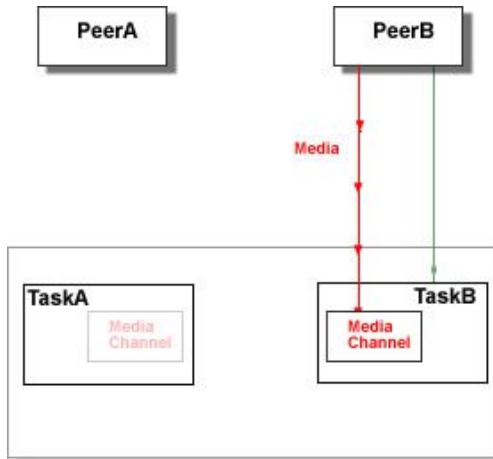 PeerA
PeerB
Media
TaskA
TaskB
Media
Channel
Media
Channel